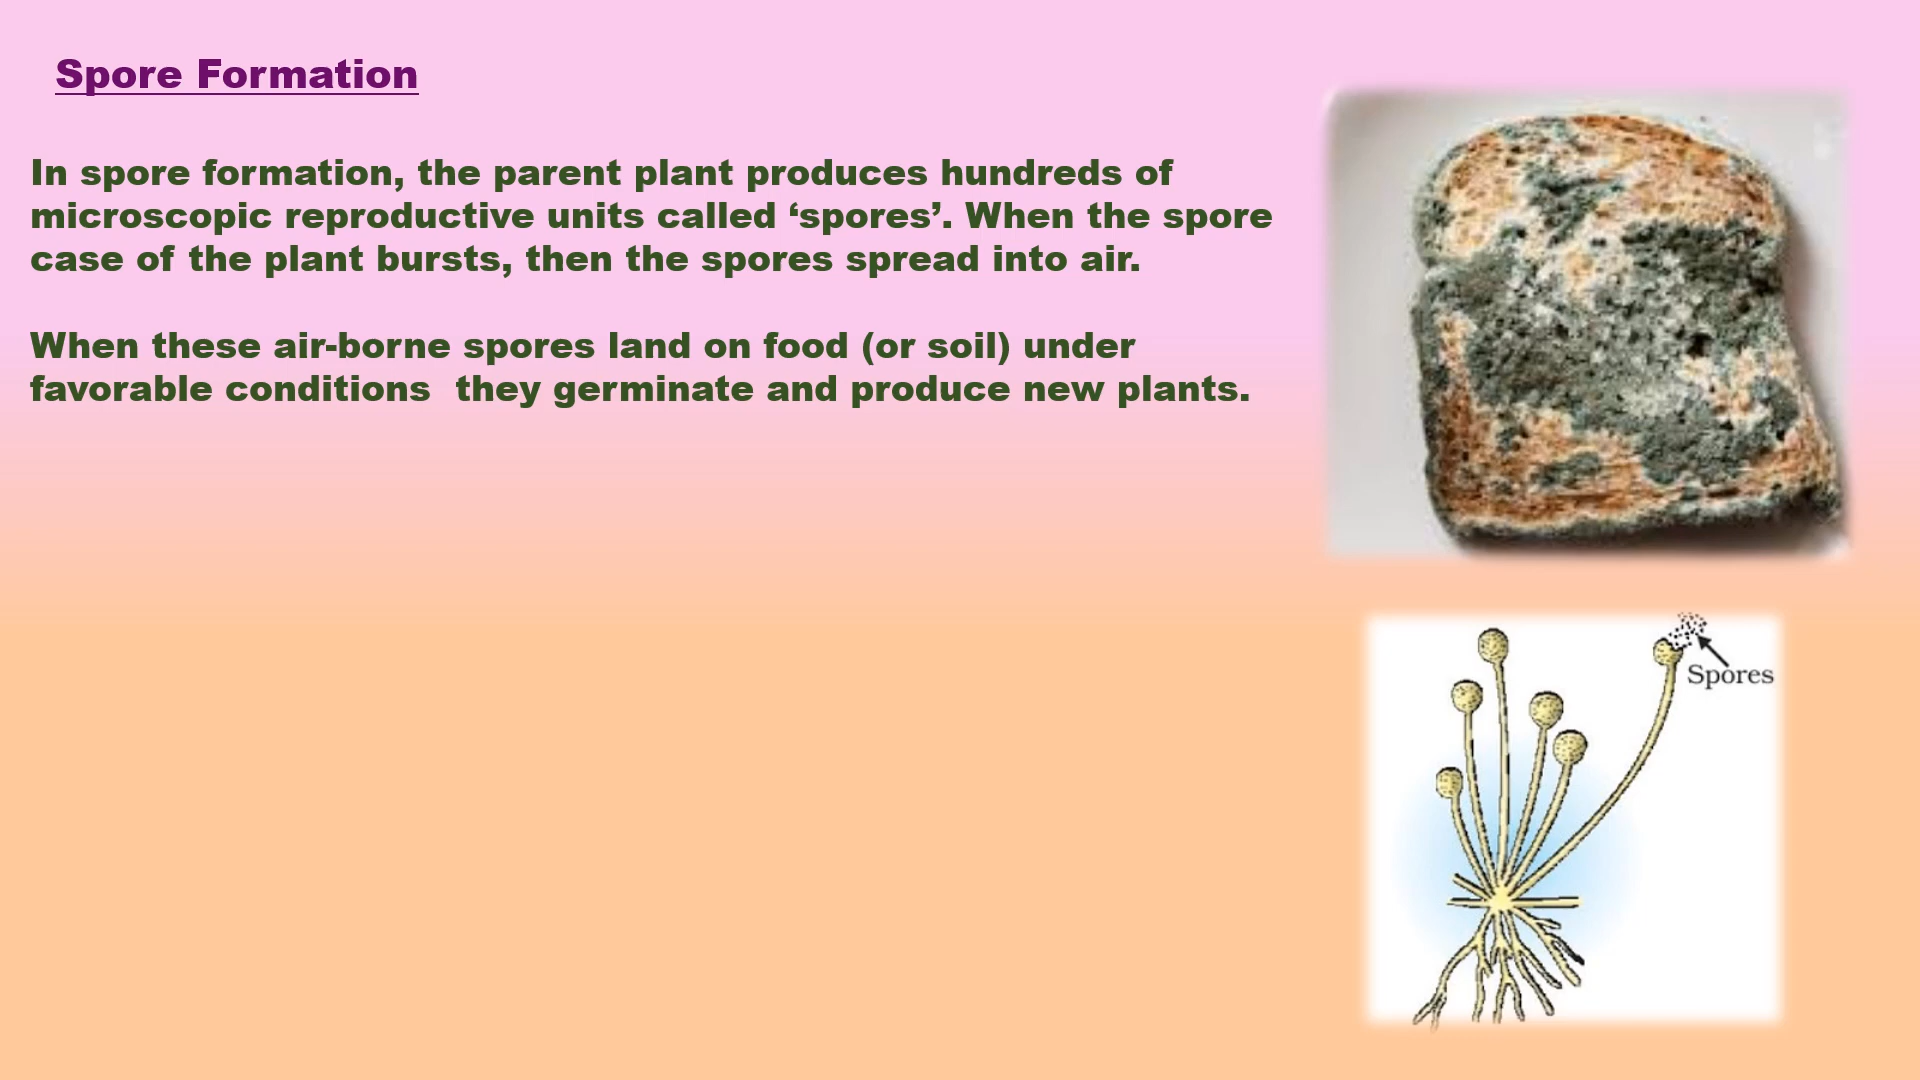 Spore Formation
In spore formation, the parent plant produces hundreds of
microscopic reproductive units called ‘spores’. When the spore
case of the plant bursts, then the spores spread into air.
When these air-borne spores land on food (or soil) under
favorable conditions  they germinate and produce new plants.
Spores